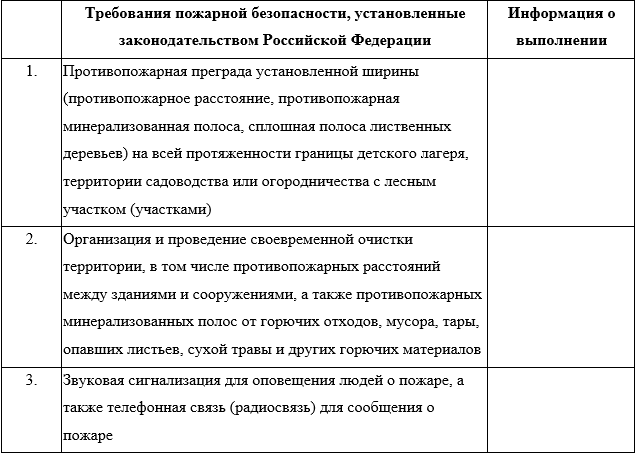 Требования пожарной безопасности, установленные
законодательством Российской Федерации
Информация о
выполнении
1.
Противопожарная преграда установленной ширины
(противопожарное расстояние, противопожарная
минерализованная полоса, сплошная полоса лиственных
деревьев) на всей протяженности границы детского лагеря,
территории садоводства или огородничества с лесным
участком (участками)
2.
Организация и проведение своевременной очистки
территории, в том числе противопожарных расстояний
между зданиями и сооружениями, а также противопожарных
минерализованных полос от горючих отходов, мусора, тары,
опавших листьев, сухой травы и других горючих материалов
3.
Звуковая сигнализация для оповещения людей о пожаре, а
также телефонная связь (радиосвязь) для сообщения о
пожаре